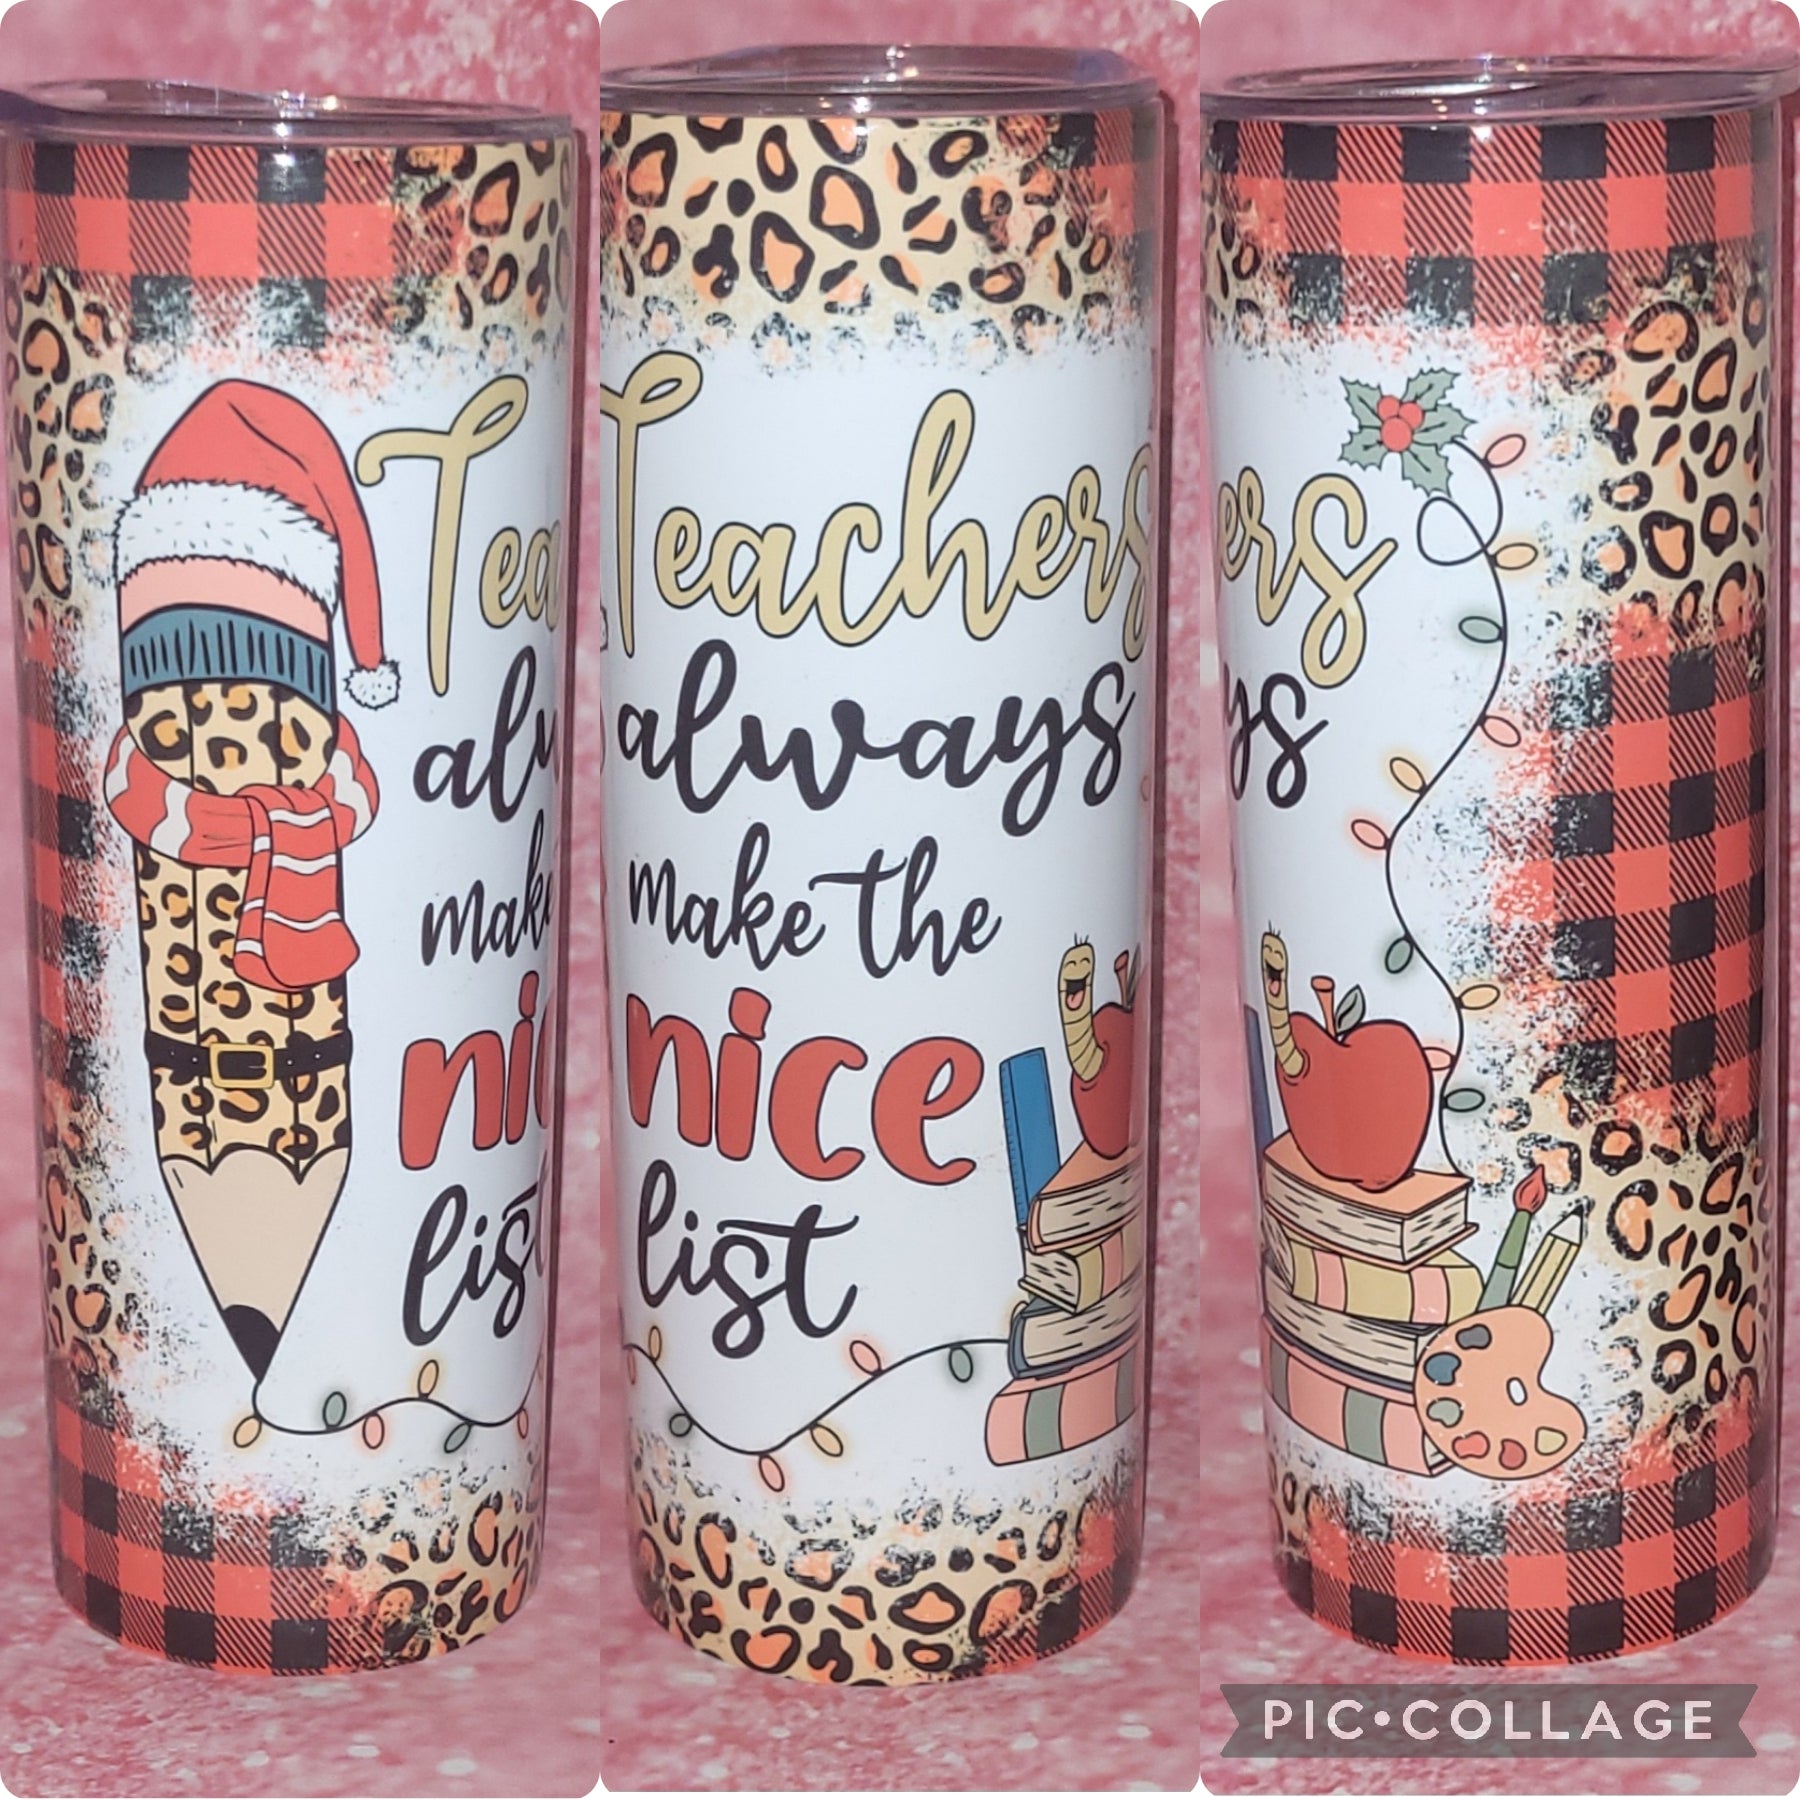 Teachers
always
make the
nice
list
PIC•COLLAGE